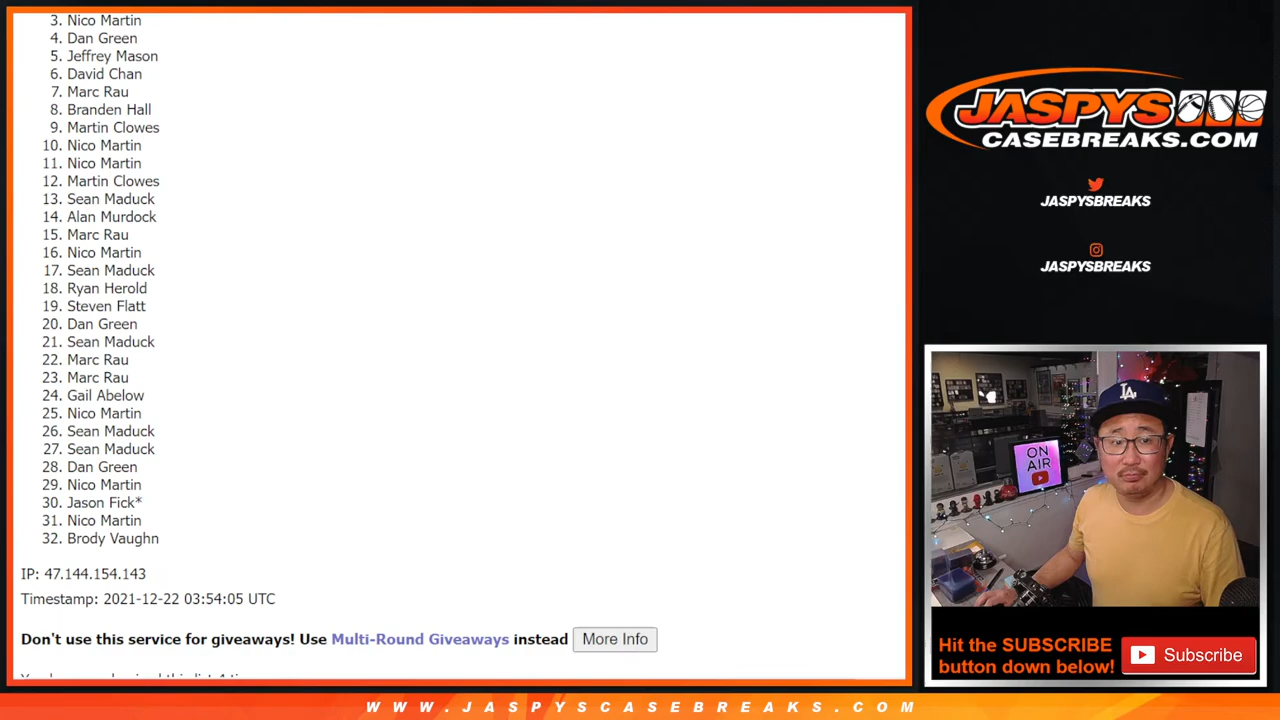 3. Nico Martin
4. Dan Green
5. Jeffrey Mason
6. David Chan
7. Marc Rau
8. Branden Hall
9. Martin Clowes
10. Nico Martin
11. Nico Martin
12. Martin Clowes
13. Sean Maduck
14. Alan Murdock
15. Marc Rau
16. Nico Martin
17. Sean Maduck
18. Ryan Herold
19. Steven Flatt
20. Dan Green
21. Sean Maduck
22. Marc Rau
23. Marc Rau
24. Gail Abelow
25. Nico Martin
26. Sean Maduck
27. Sean Maduck
28. Dan Green
29. Nico Martin
30. Jason Fick*
31. Nico Martin
32. Brody Vaughn
IP: 47.144.154.143
Timestamp: 2021-12-22 03:54:05 UTC
Don't use this service for giveaways! Use Multi-Round Giveaways instead More Info
JASPYS
CASEBREAKS.COM
JASPYSBREAKS
JASPYSBREAKS
LA
ON
AIR
Hit the SUBSCRIBE
button down below!
Subscribe
WWW.JASPYSCASEBREAKS.COM